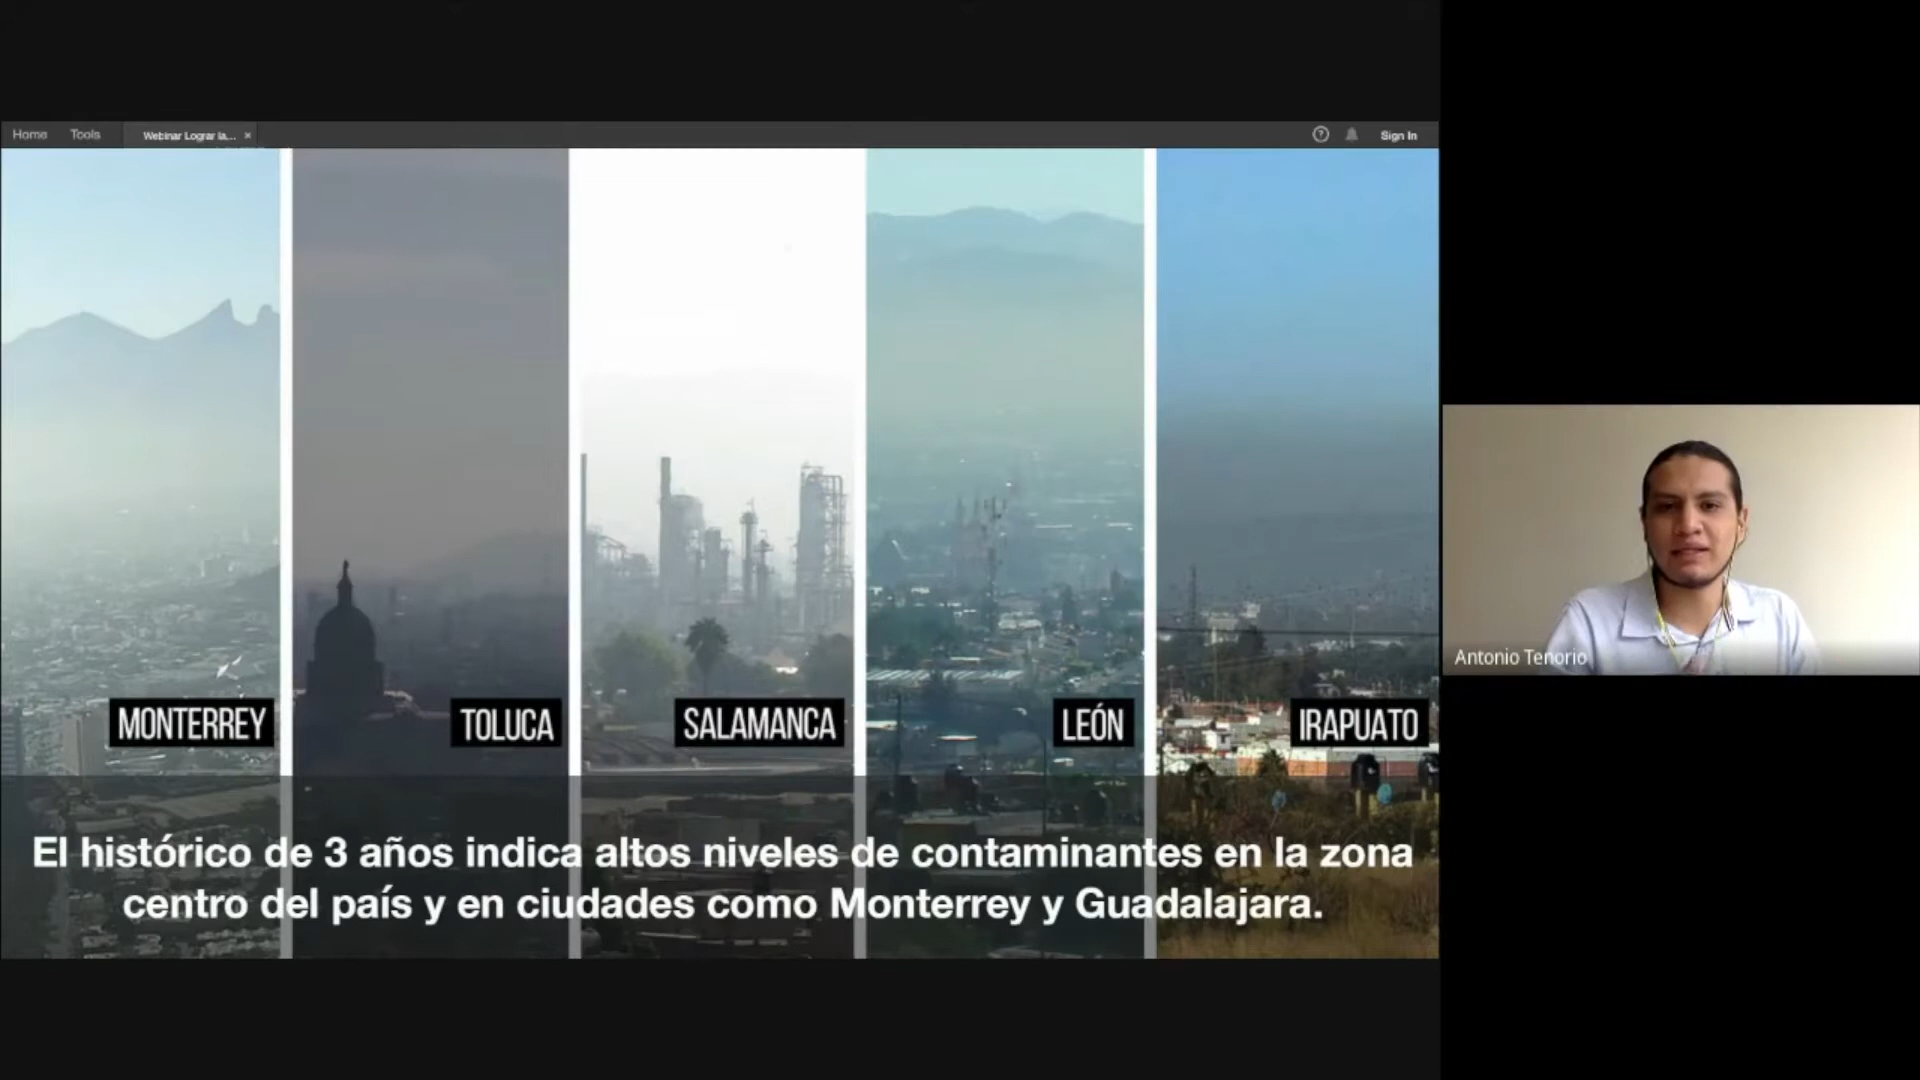 Home Tools Webinar Lograr la... × ? Sign In
MONTERREY
TOLUCA
SALAMANCA
LEÓN
IRAPUATO
El histórico de 3 años indica altos niveles de contaminantes en la zona
centro del país y en ciudades como Monterrey y Guadalajara.
Antonio Tenorio